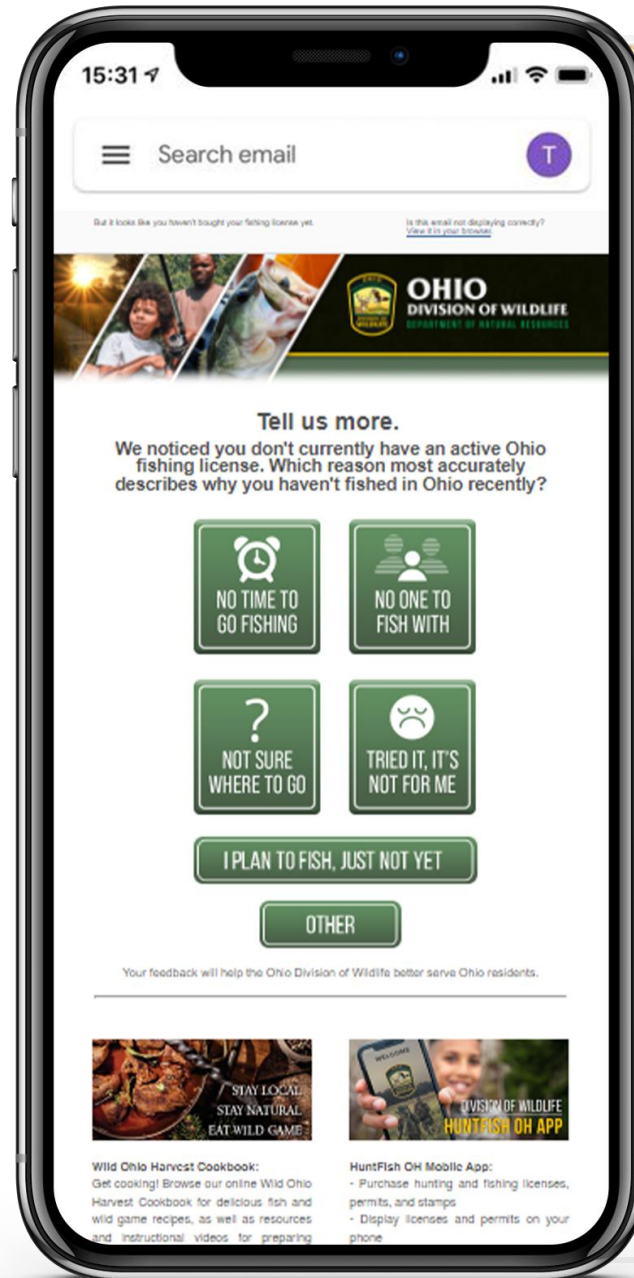 15:31
Search email
T
But it looks like you haven't bought your fishing license yet.
Is this email not displaying correctly?
View it in your browser.
OHIO
DIVISION OF WILDLIFE
DEPARTMENT OF NATURAL RESOURCES
Tell us more.
We noticed you don't currently have an active Ohio
fishing license. Which reason most accurately
describes why you haven't fished in Ohio recently?
NO TIME TO
GO FISHING
NO ONE TO
FISH WITH
?
NOT SURE
WHERE TO GO
TRIED IT, IT'S
NOT FOR ME
I PLAN TO FISH, JUST NOT YET
OTHER
Your feedback will help the Ohio Division of Wildlife better serve Ohio residents.
STAY LOCAL
STAY NATURAL
EAT WILD GAME
WELCOME
DIVISION OF WILDLIFE
HUNTFISH OH APP
Wild Ohio Harvest Cookbook:
Get cooking! Browse our online Wild Ohio
Harvest Cookbook for delicious fish and
wild game recipes, as well as resources
and instructional videos for preparing
HuntFish OH Mobile App:
- Purchase hunting and fishing licenses,
permits, and stamps
- Display licenses and permits on your
phone